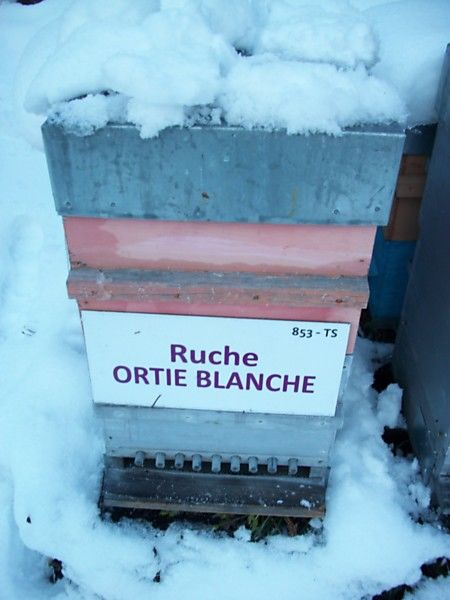 853 - TS
Ruche
ORTIE BLANCHE